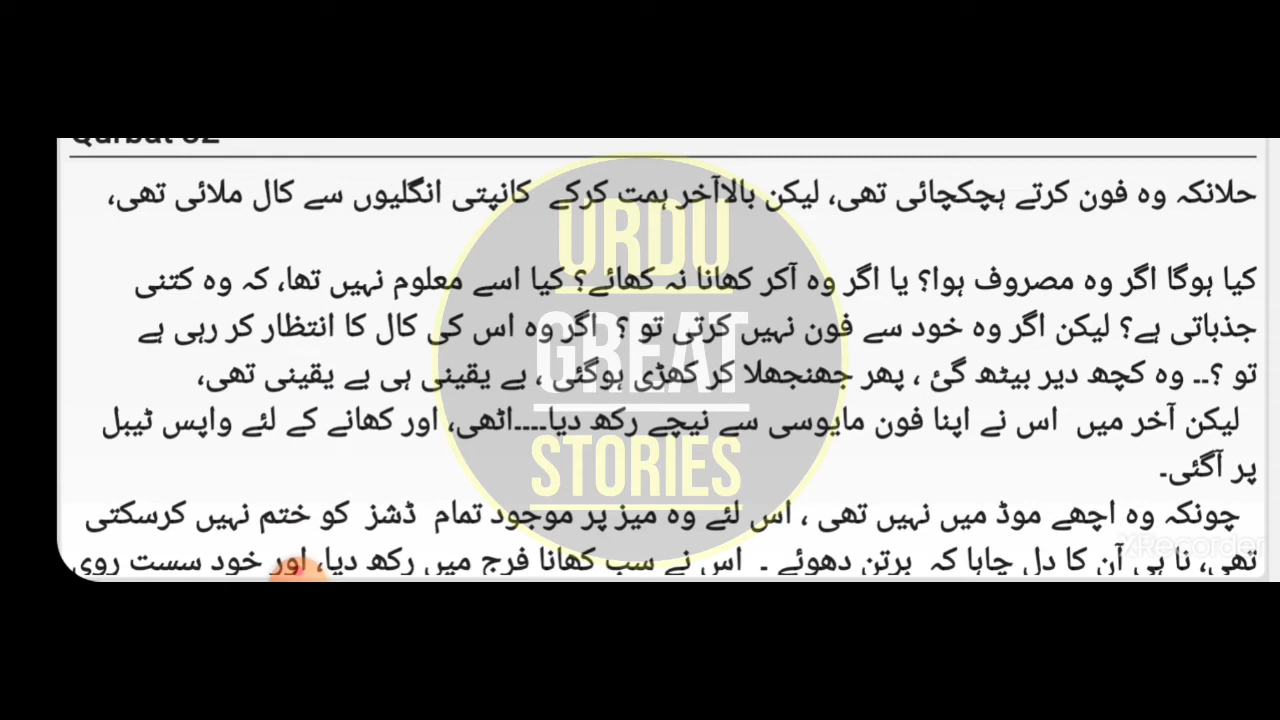 Qurbat 62
حلانکہ وہ فون کرتے ہچکچائی تھی، لیکن بالاآخر ہمت کرکے کانپتی انگلیوں سے کال ملائی تھی،
کیا ہوگا اگر وہ مصروف ہوا؟ یا اگر وہ آکر کھانا نہ کھائے؟ کیا اسے معلوم نہیں تھا، کہ وہ کتنی
جذباتی ہے؟ لیکن اگر وہ خود سے فون نہیں کرتی تو ؟ اگر وہ اس کی کال کا انتظار کر رہی ہے
تو ؟۔۔ وہ کچھ دیر بیٹھ گئ ، پھر جھنجھلا کر کھڑی ہوگئی ، بے یقینی ہی بے یقینی تھی،
لیکن آخر میں اس نے اپنا فون مایوسی سے نیچے رکھ دیا۔۔۔۔اٹھی، اور کھانے کے لئے واپس ٹیبل
پر آگئی۔
چونکہ وہ اچھے موڈ میں نہیں تھی ، اس لئے وہ میز پر موجود تمام ڈشز کو ختم نہیں کرسکتی
تھی، نا ہی آن کا دل چاہا کہ برتن دھوئے ۔ اس نے سب کھانا فرج میں رکھ دیا، اور خود سست روی
URDU
GREAT
STORIES
XRecorder